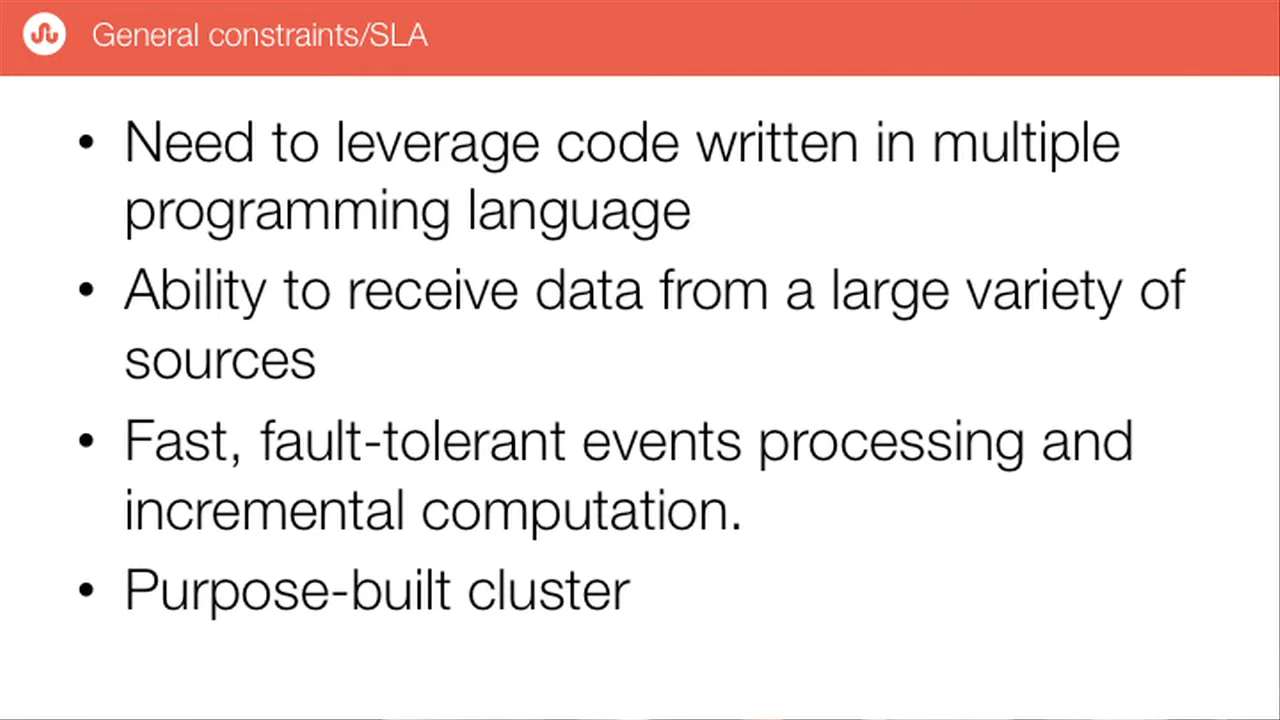 General constraints/SLA
• Need to leverage code written in multiple
programming language
• Ability to receive data from a large variety of
sources
• Fast, fault-tolerant events processing and
incremental computation.
• Purpose-built cluster